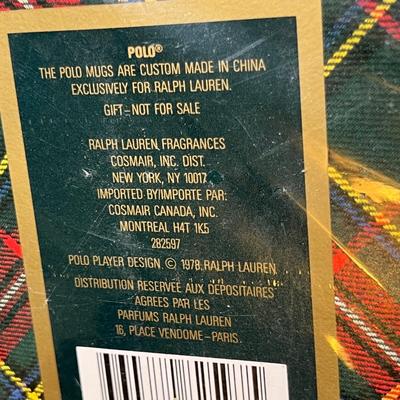 POLO®
THE POLO MUGS ARE CUSTOM MADE IN CHINA
EXCLUSIVELY FOR RALPH LAUREN.
GIFT–NOT FOR SALE
RALPH LAUREN FRAGRANCES
COSMAIR, INC. DIST.
NEW YORK, NY 10017
IMPORTED BY/IMPORTE PAR:
COSMAIR CANADA, INC.
MONTREAL H4T 1K5
282597
POLO PLAYER DESIGN © 1978 RALPH LAUREN
DISTRIBUTION RESERVEE AUX DEPOSITAIRES
AGREES PAR LES
PARFUMS RALPH LAUREN
16, PLACE VENDOME–PARIS.